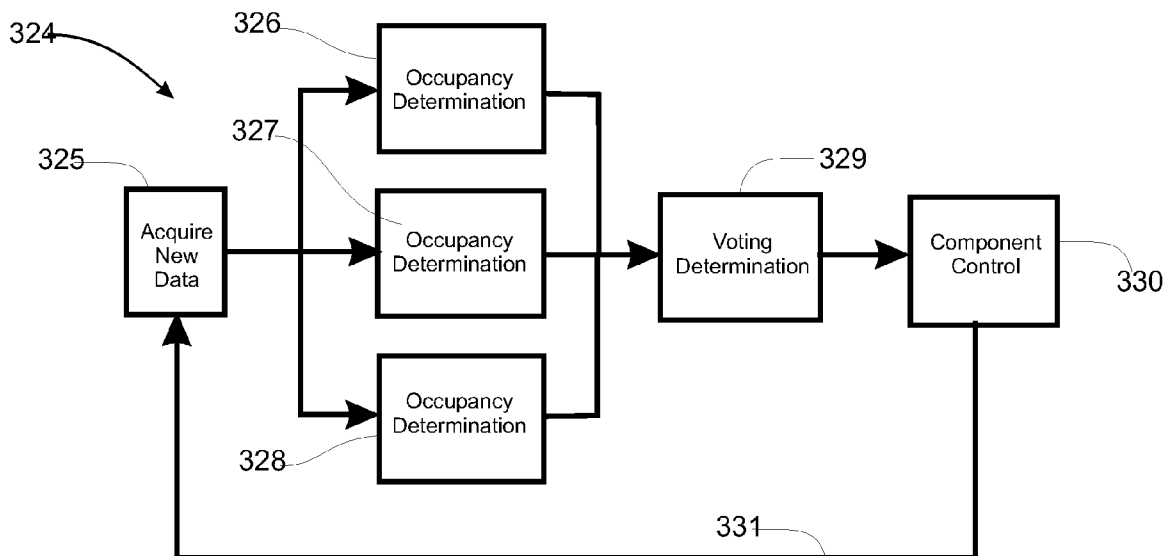 324
326
Occupancy
Determination
327
325
Acquire
New
Data
Occupancy
Determination
329
Voting
Determination
Component
Control
330
Occupancy
Determination
328
331